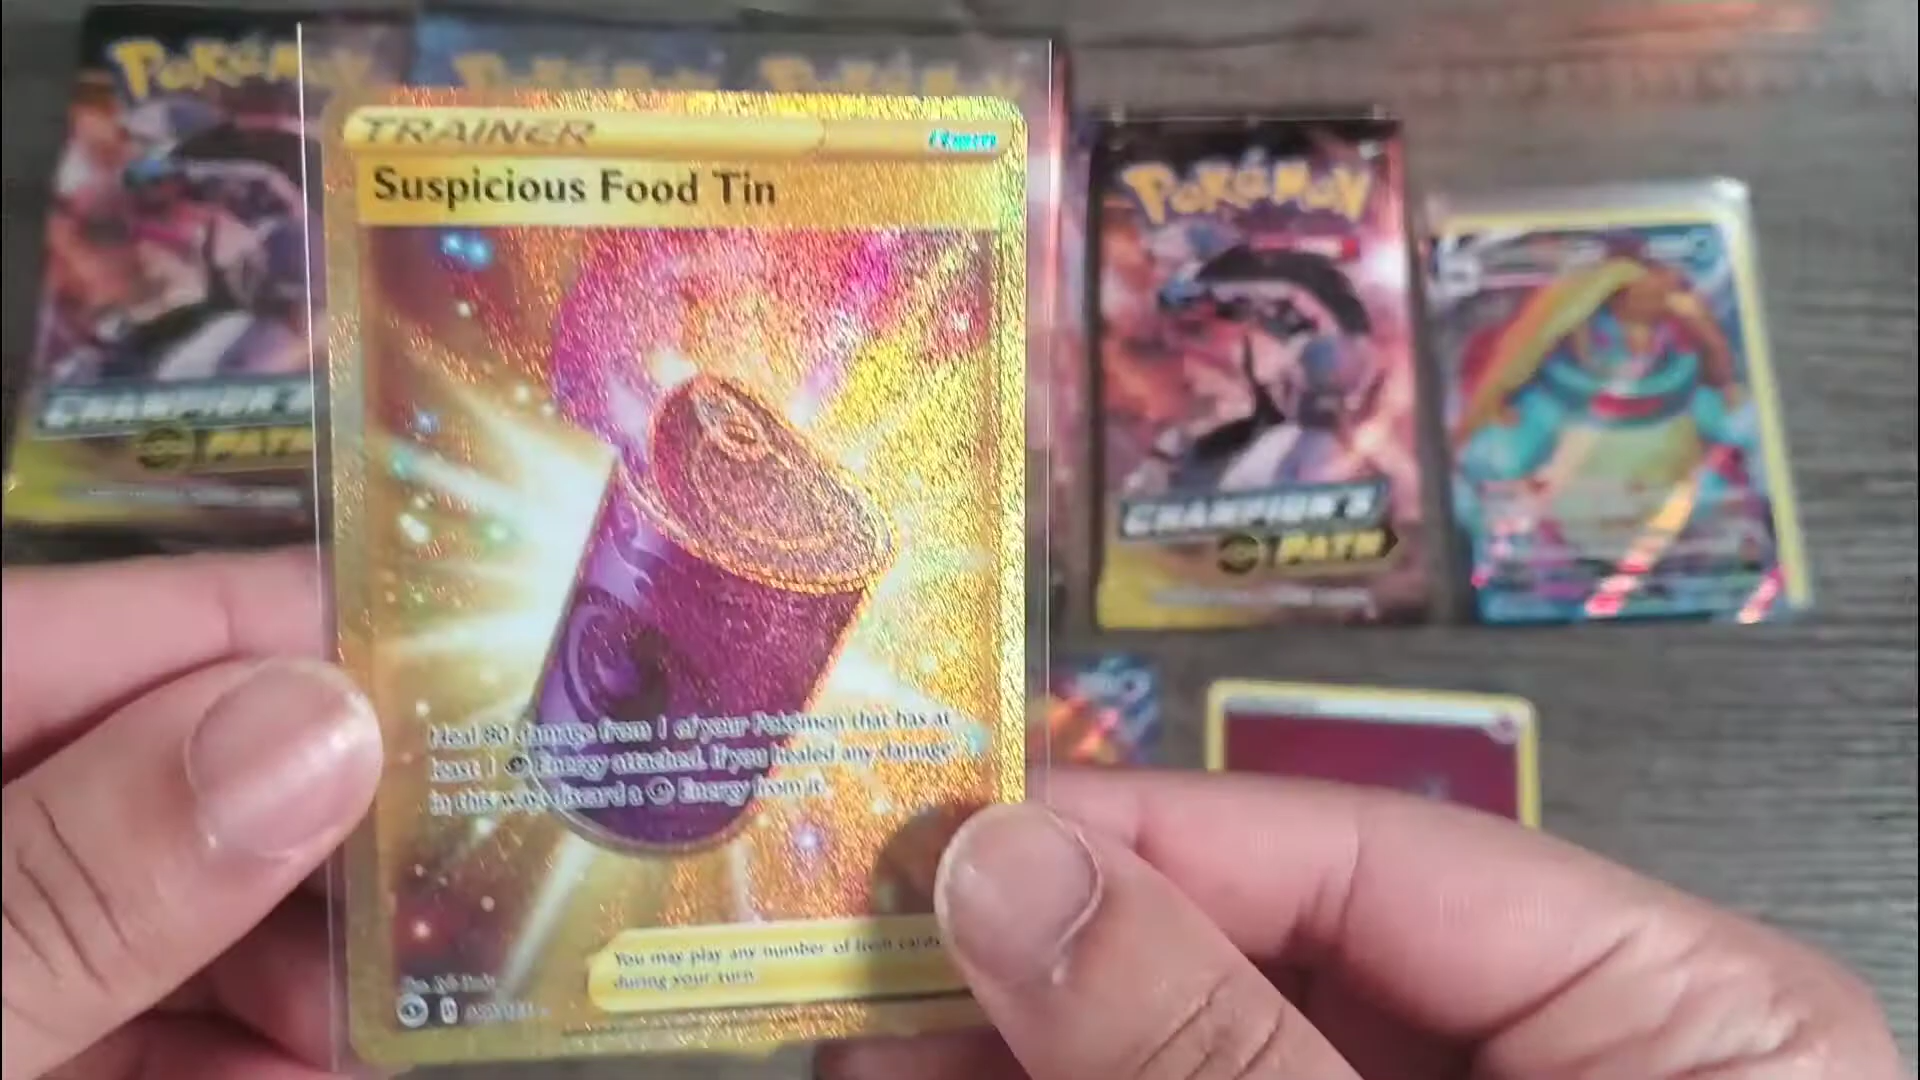 Pokémon
Pokémon
Pokémon
TRAINER
Item
Suspicious Food Tin
Heal 80 damage from 1 of your Pokémon that has at
least 1 Energy attached. If you healed any damage
in this way, discard a Energy from it.
You may play any number of Item cards
during your turn.
CHAMPION'S
PATH
Pokémon
CHAMPION'S
PATH